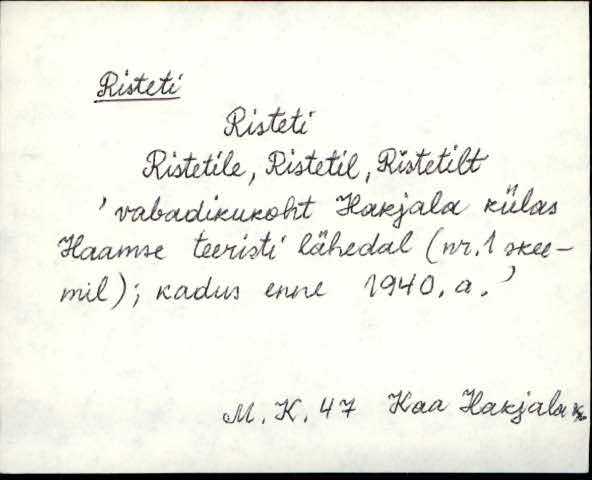 Risteti
Risteti
Ristetile, Ristetil, Ristetilt
'vabadikukoht Hakjala külas
Haamse teeristi lähedal (nr. 1 skee-
mil); kadus enne 1940. a.'
M. K. 47 Kaa Hakjala